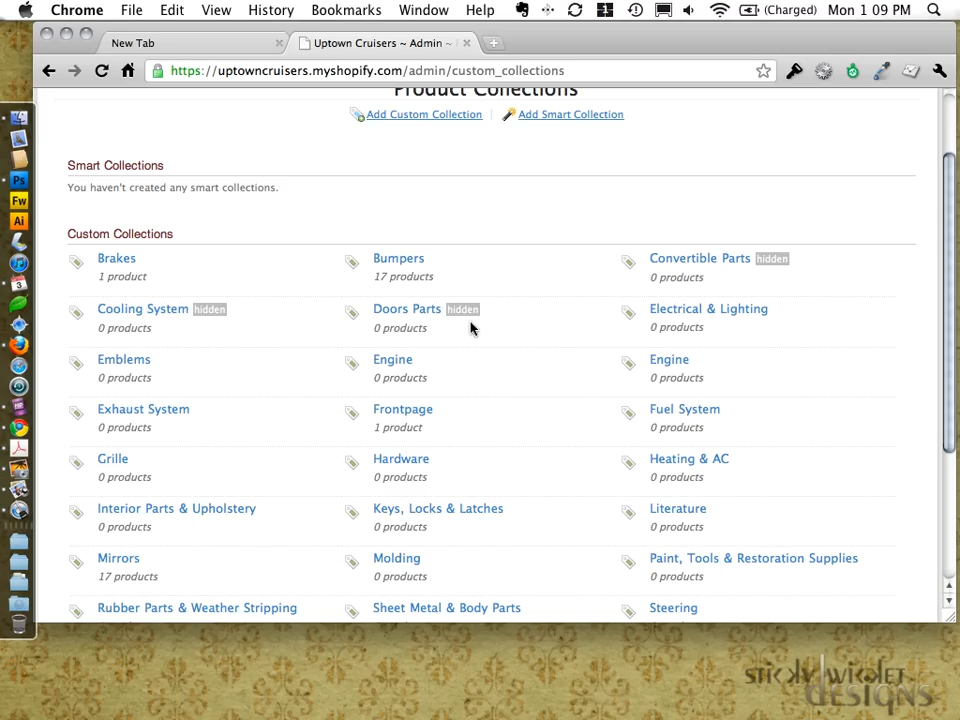 Chrome File Edit View History Bookmarks Window Help (Charged) Mon 1 09 PM
New Tab Uptown Cruisers ~ Admin ~
https://uptowncruisers.myshopify.com/admin/custom_collections
Product Collections
Add Custom Collection | Add Smart Collection
Smart Collections
You haven't created any smart collections.
Custom Collections
Brakes Bumpers Convertible Parts hidden
1 product 17 products 0 products
Cooling System hidden Doors Parts hidden Electrical & Lighting
0 products 0 products 0 products
Emblems Engine Engine
0 products 0 products 0 products
Exhaust System Frontpage Fuel System
0 products 1 product 0 products
Grille Hardware Heating & AC
0 products 0 products 0 products
Interior Parts & Upholstery Keys, Locks & Latches Literature
0 products 0 products 0 products
Mirrors Molding Paint, Tools & Restoration Supplies
17 products 0 products 0 products
Rubber Parts & Weather Stripping Sheet Metal & Body Parts Steering
Ps
Fw
Ai
3
sticky wicket
designs